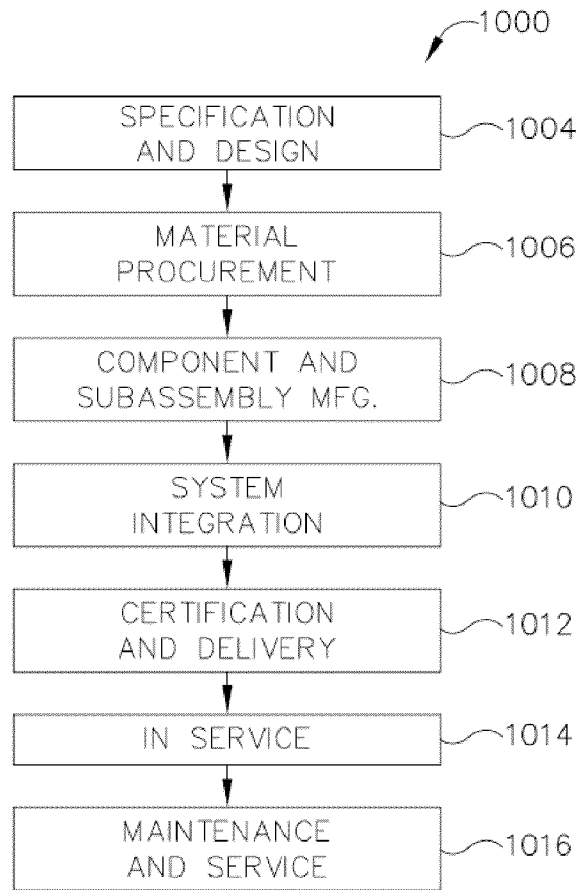 1000
SPECIFICATION
AND DESIGN
1004
MATERIAL
PROCUREMENT
1006
COMPONENT AND
SUBASSEMBLY MFG.
1008
SYSTEM
INTEGRATION
1010
CERTIFICATION
AND DELIVERY
1012
IN SERVICE
1014
MAINTENANCE
AND SERVICE
1016